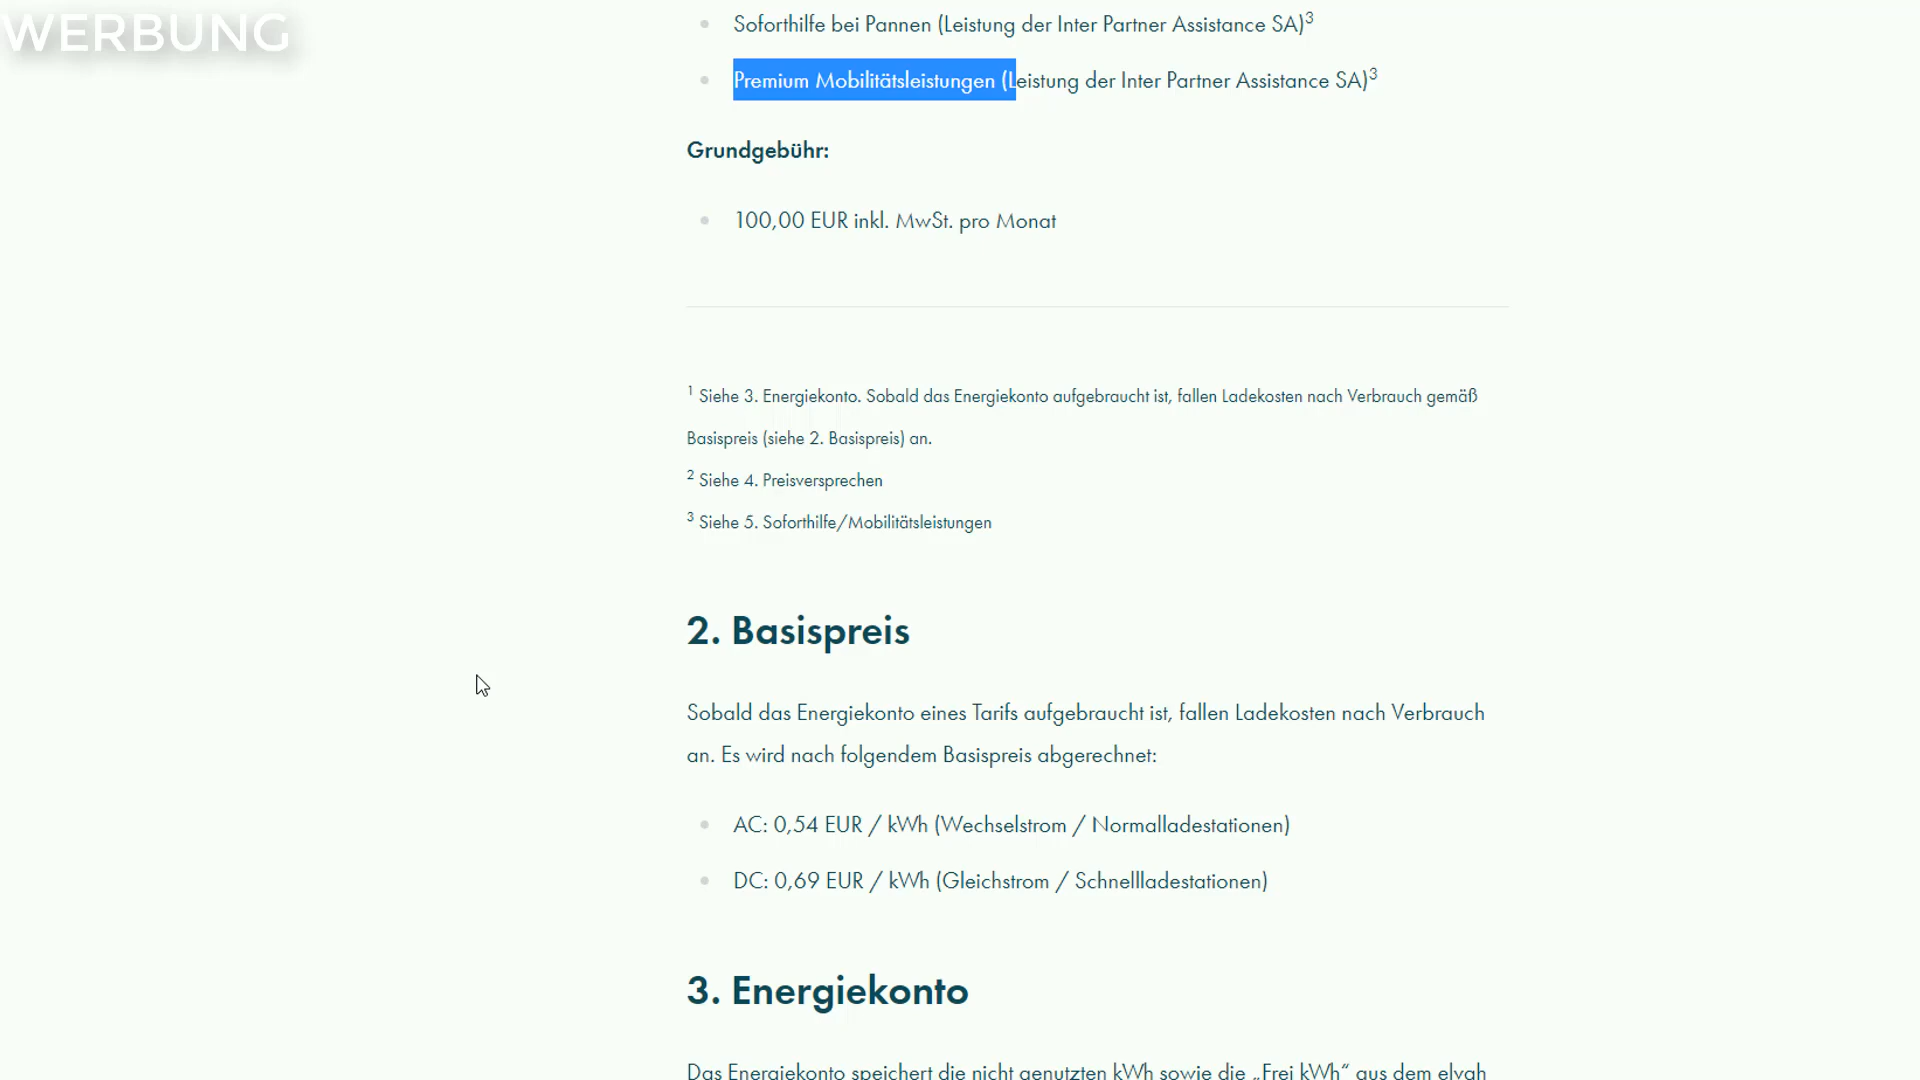 WERBUNG
Soforthilfe bei Pannen (Leistung der Inter Partner Assistance SA)³
Premium Mobilitätsleistungen (Leistung der Inter Partner Assistance SA)³
Grundgebühr:
100,00 EUR inkl. MwSt. pro Monat
¹ Siehe 3. Energiekonto. Sobald das Energiekonto aufgebraucht ist, fallen Ladekosten nach Verbrauch gemäß
Basispreis (siehe 2. Basispreis) an.
² Siehe 4. Preisversprechen
³ Siehe 5. Soforthilfe/Mobilitätsleistungen
2. Basispreis
Sobald das Energiekonto eines Tarifs aufgebraucht ist, fallen Ladekosten nach Verbrauch
an. Es wird nach folgendem Basispreis abgerechnet:
AC: 0,54 EUR / kWh (Wechselstrom / Normalladestationen)
DC: 0,69 EUR / kWh (Gleichstrom / Schnellladestationen)
3. Energiekonto
Das Energiekonto speichert die nicht genutzten kWh sowie die „Frei kWh“ aus dem elvah